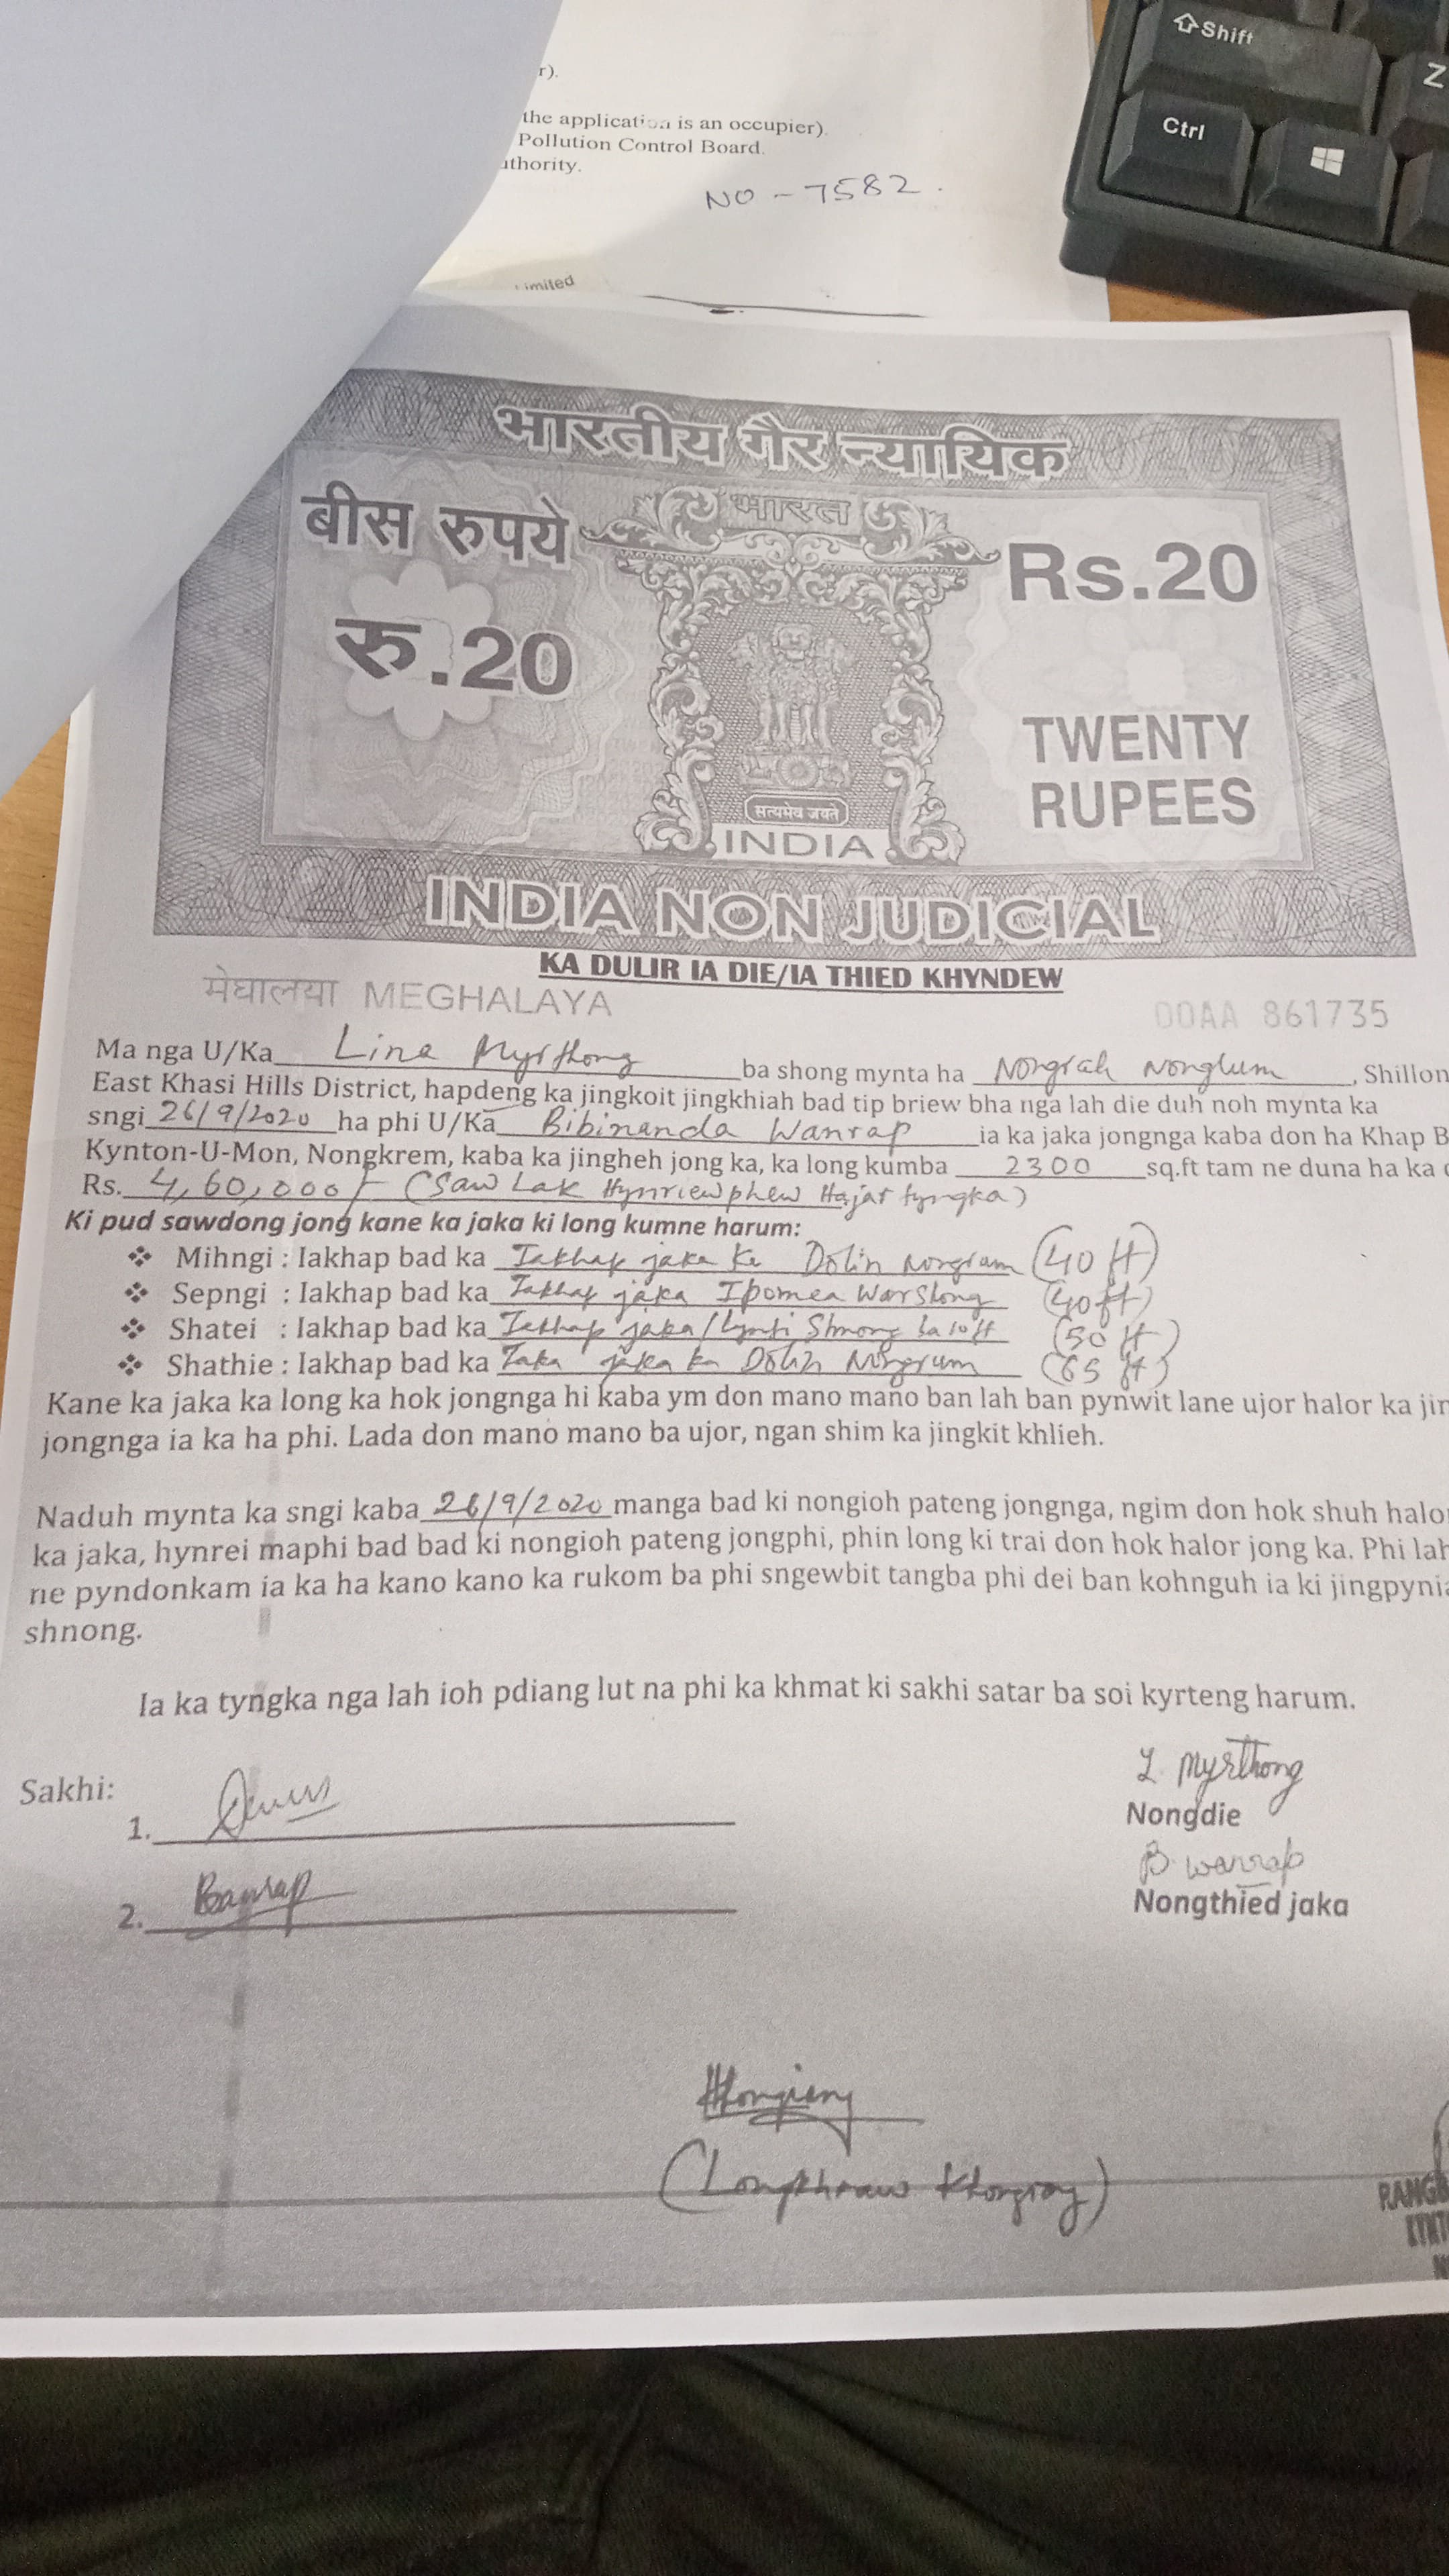 r).
the application is an occupier).
Pollution Control Board.
thority.
NO - 7582.
imited
Shift
Z
Ctrl
भारतीय गैर न्यायिक
बीस रुपये
भारत
Rs.20
रु.20
TWENTY
RUPEES
सत्यमेव जयते
INDIA
INDIA NON JUDICIAL
KA DULIR IA DIE/IA THIED KHYNDEW
मेघालया MEGHALAYA
00AA 861735
Ma nga U/Ka Lina Myrthong ba shong mynta ha Nongrah Nonglum, Shillon
East Khasi Hills District, hapdeng ka jingkoit jingkhiah bad tip briew bha nga lah die duh noh mynta ka
sngi 26/9/2020 ha phi U/Ka Bibinanda Wanrap ia ka jaka jongnga kaba don ha Khap B
Kynton-U-Mon, Nongkrem, kaba ka jingheh jong ka, ka long kumba 2300 sq.ft tam ne duna ha ka
Rs. 4,60,000/- (Saw Lak Hynriewphew Hajar tyngka)
Ki pud sawdong jong kane ka jaka ki long kumne harum:
❖ Mihngi : Iakhap bad ka Iakhap jaka ka Dolin Nongrum (40 ft)
❖ Sepngi : Iakhap bad ka Iakhap jaka Ipomea Warshong (40 ft)
❖ Shatei : Iakhap bad ka Iakhap jaka/lynti Shnong ba 10 ft (50 ft)
❖ Shathie : Iakhap bad ka jaka ka Dolin Nongrum (65 ft)
Kane ka jaka ka long ka hok jongnga hi kaba ym don mano mano ban lah ban pynwit lane ujor halor ka jin
jongnga ia ka ha phi. Lada don mano mano ba ujor, ngan shim ka jingkit khlieh.
Naduh mynta ka sngi kaba 26/9/2020 manga bad ki nongioh pateng jongnga, ngim don hok shuh halo
ka jaka, hynrei maphi bad bad ki nongioh pateng jongphi, phin long ki trai don hok halor jong ka. Phi lah
ne pyndonkam ia ka ha kano kano ka rukom ba phi sngewbit tangba phi dei ban kohnguh ia ki jingpynia
shnong.
Ia ka tyngka nga lah ioh pdiang lut na phi ka khmat ki sakhi satar ba soi kyrteng harum.
L. Myrthong
Sakhi:
1.
Nongdie
B. Wanrap
2. Banrap
Nongthied jaka
RANGB
KYNT